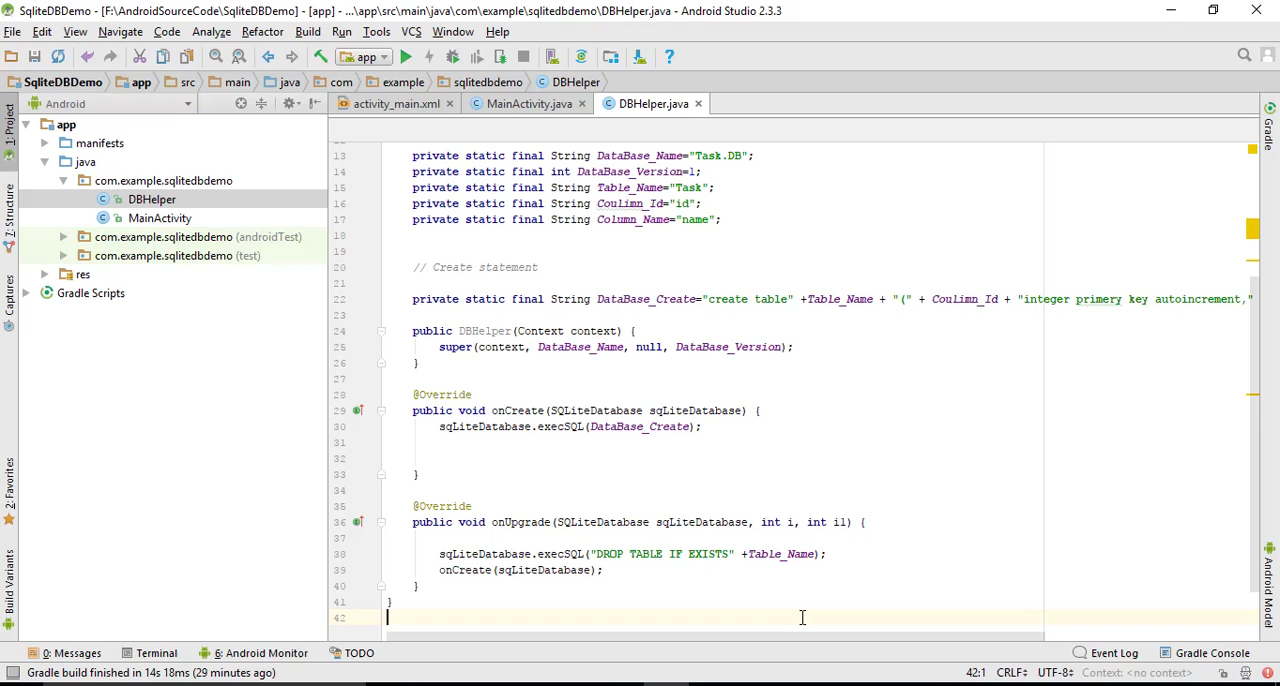 SqliteDBDemo - [F:\AndroidSourceCode\SqliteDBDemo] - [app] - ...\app\src\main\java\com\example\sqlitedbdemo\DBHelper.java - Android Studio 2.3.3
File Edit View Navigate Code Analyze Refactor Build Run Tools VCS Window Help
app
SqliteDBDemo app src main java com example sqlitedbdemo DBHelper
Android
activity_main.xml MainActivity.java DBHelper.java
1: Project
Z: Structure
Captures
2: Favorites
Build Variants
app
manifests
java
com.example.sqlitedbdemo
DBHelper
MainActivity
com.example.sqlitedbdemo (androidTest)
com.example.sqlitedbdemo (test)
res
Gradle Scripts
13 private static final String DataBase_Name="Task.DB";
14 private static final int DataBase_Version=1;
15 private static final String Table_Name="Task";
16 private static final String Coulimn_Id="id";
17 private static final String Column_Name="name";
18
19
20 // Create statement
21
22 private static final String DataBase_Create="create table" +Table_Name + "(" + Coulimn_Id + "integer primery key autoincrement,"
23
24 public DBHelper(Context context) {
25 super(context, DataBase_Name, null, DataBase_Version);
26 }
27
28 @Override
29 public void onCreate(SQLiteDatabase sqLiteDatabase) {
30 sqLiteDatabase.execSQL(DataBase_Create);
31
32
33 }
34
35 @Override
36 public void onUpgrade(SQLiteDatabase sqLiteDatabase, int i, int i1) {
37
38 sqLiteDatabase.execSQL("DROP TABLE IF EXISTS" +Table_Name);
39 onCreate(sqLiteDatabase);
40 }
41 }
42
Gradle
Android Model
0: Messages Terminal 6: Android Monitor TODO Event Log Gradle Console
Gradle build finished in 14s 18ms (29 minutes ago) 42:1 CRLF UTF-8 Context: <no context>